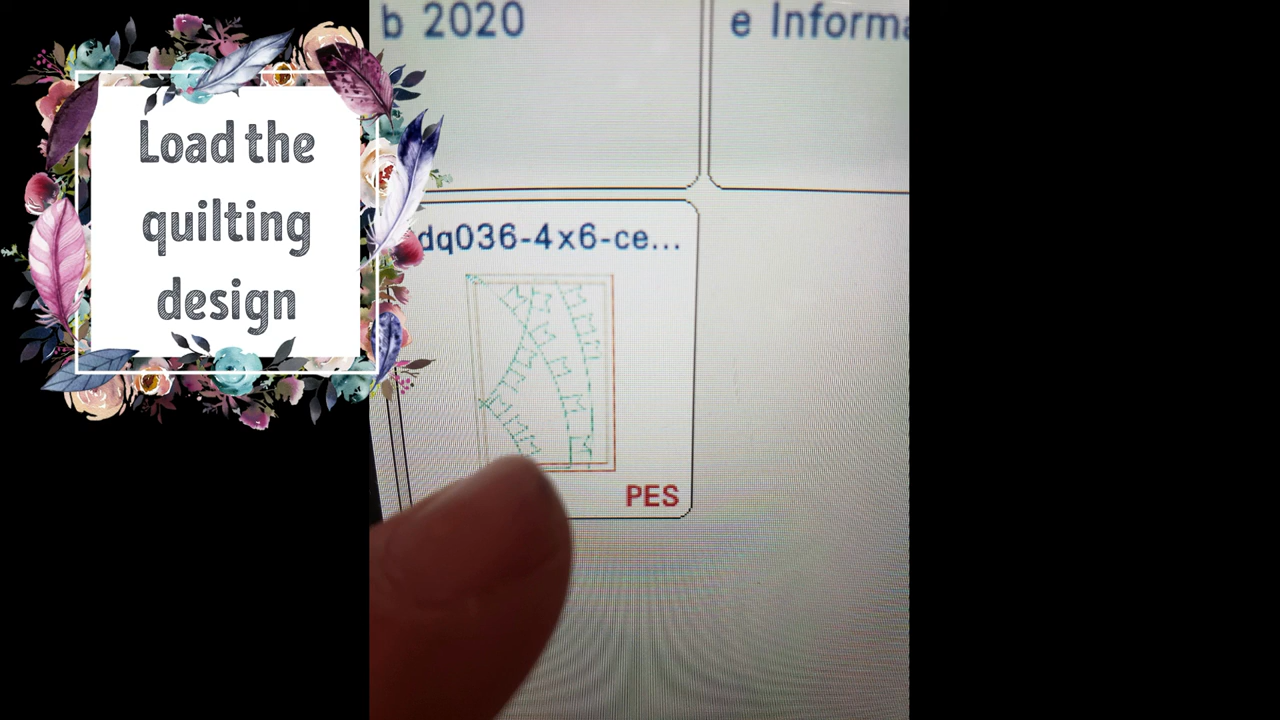 Load the
quilting
design
b 2020
e Informa
dq036-4x6-ce...
PES